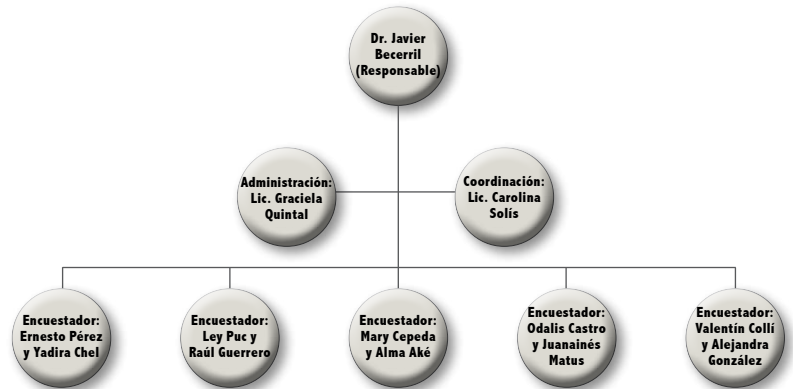 Dr. Javier
Becerril
(Responsable)
Administración:
Lic. Graciela
Quintal
Coordinación:
Lic. Carolina
Solís
Encuestador:
Ernesto Pérez
y Yadira Chel
Encuestador:
Ley Puc y
Raúl Guerrero
Encuestador:
Mary Cepeda
y Alma Aké
Encuestador:
Odalis Castro
y Juanainés
Matus
Encuestador:
Valentín Collí
y Alejandra
González